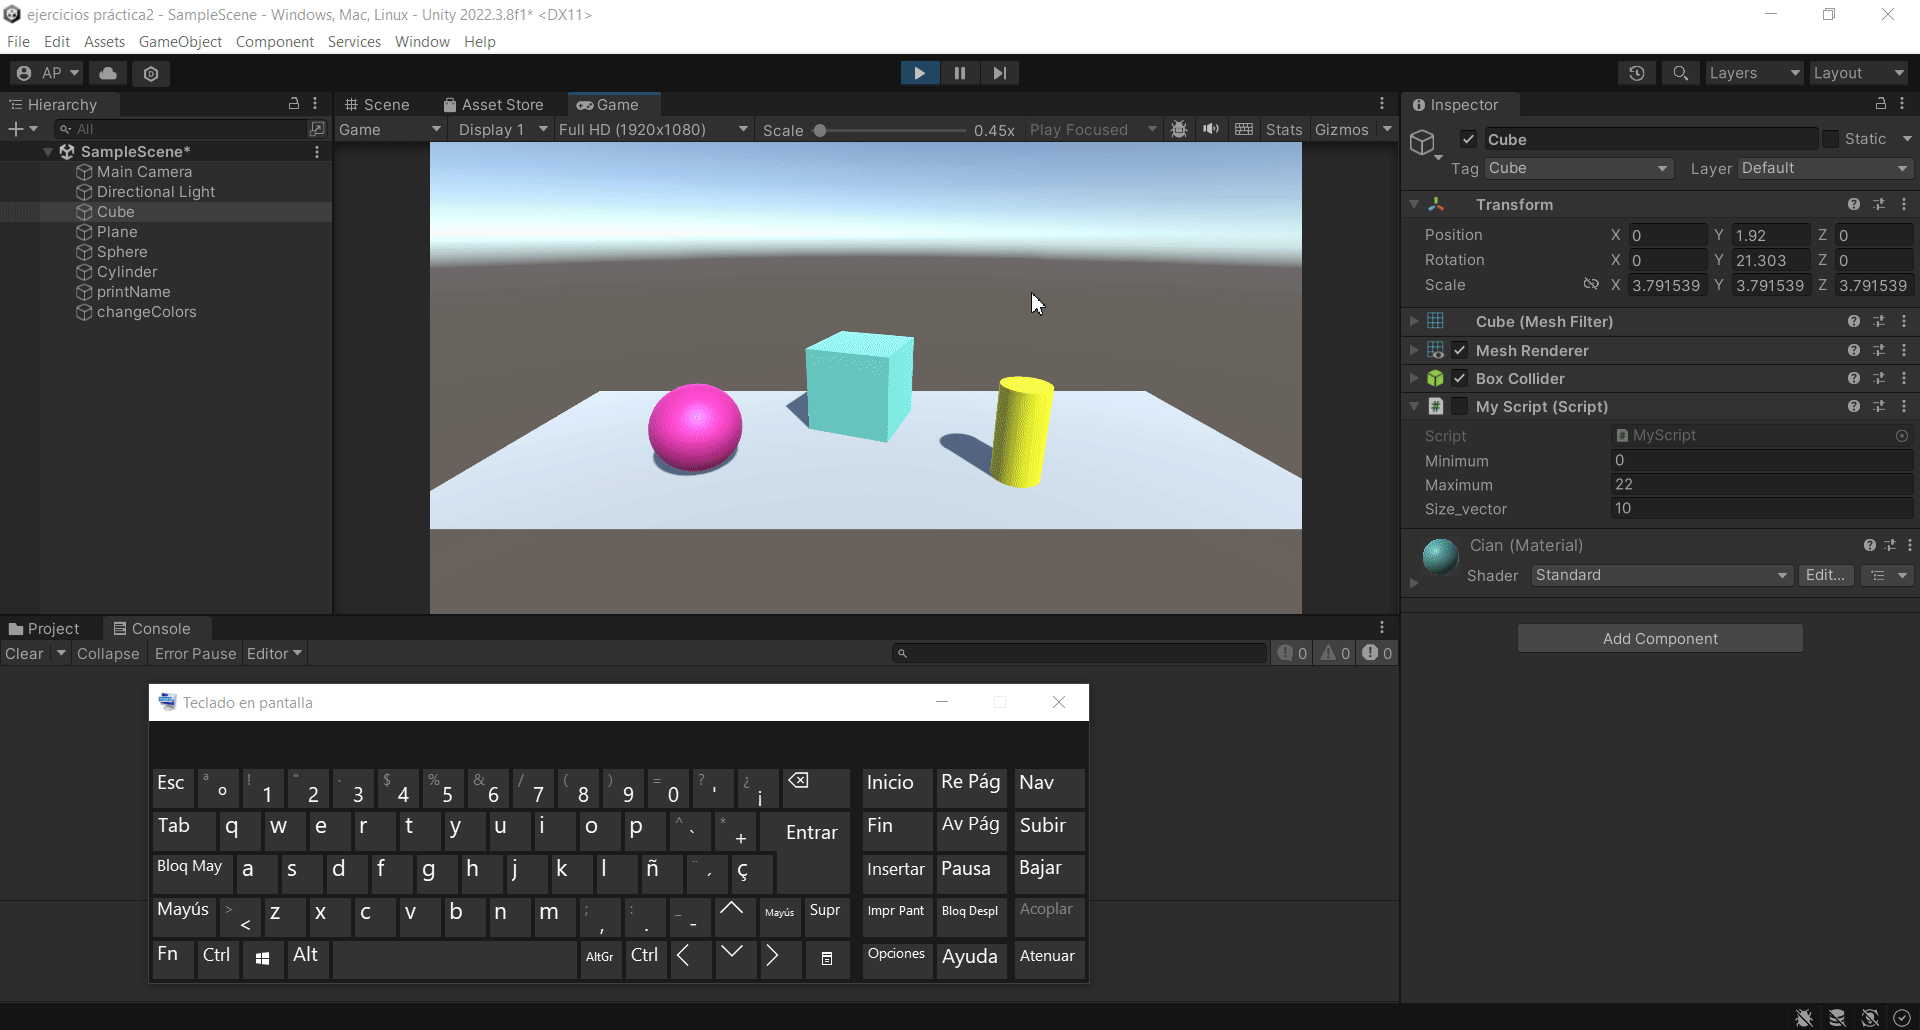 ejercicios práctica2 - SampleScene - Windows, Mac, Linux - Unity 2022.3.8f1* <DX11>
File Edit Assets GameObject Component Services Window Help
AP Layers Layout
Hierarchy
All
SampleScene*
Main Camera
Directional Light
Cube
Plane
Sphere
Cylinder
printName
changeColors
Scene Asset Store Game
Game Display 1 Full HD (1920x1080) Scale 0.45x Play Focused Stats Gizmos
Inspector
Cube Static
Tag Cube Layer Default
Transform
Position X 0 Y 1.92 Z 0
Rotation X 0 Y 21.303 Z 0
Scale X 3.791539 Y 3.791539 Z 3.791539
Cube (Mesh Filter)
Mesh Renderer
Box Collider
# My Script (Script)
Script MyScript
Minimum 0
Maximum 22
Size_vector 10
Cian (Material)
Shader Standard Edit...
Add Component
Project Console
Clear Collapse Error Pause Editor 0 0 0
Teclado en pantalla
Esc ª º ! 1 " 2 · 3 $ 4 % 5 & 6 / 7 ( 8 ) 9 = 0 ? ' ¿ ¡ Inicio Re Pág Nav
Tab q w e r t y u i o p ^ ` * + Entrar Fin Av Pág Subir
Bloq May a s d f g h j k l ñ ¨ ´ ç Insertar Pausa Bajar
Mayús > < z x c v b n m ; , : . _ - Mayús Supr Impr Pant Bloq Despl Acoplar
Fn Ctrl Alt AltGr Ctrl Opciones Ayuda Atenuar